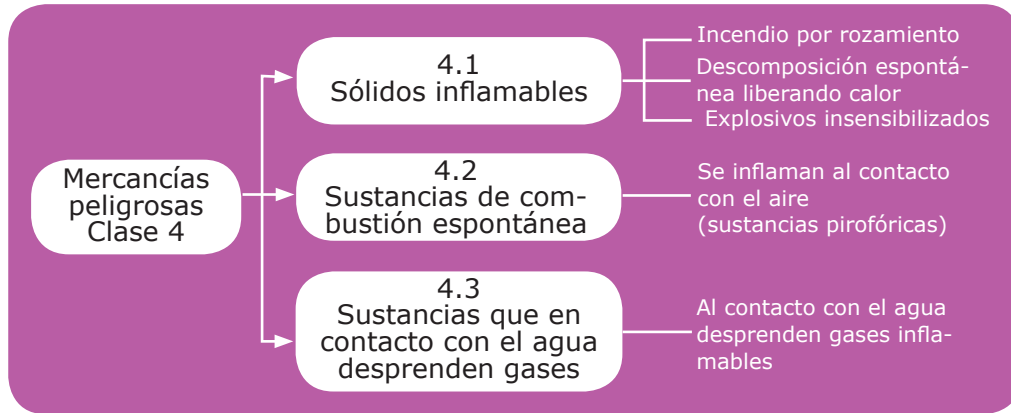 Mercancías
peligrosas
Clase 4
4.1
Sólidos inflamables
Incendio por rozamiento
Descomposición espontá-
nea liberando calor
Explosivos insensibilizados
4.2
Sustancias de com-
bustión espontánea
Se inflaman al contacto
con el aire
(sustancias pirofóricas)
4.3
Sustancias que en
contacto con el agua
desprenden gases
Al contacto con el agua
desprenden gases infla-
mables